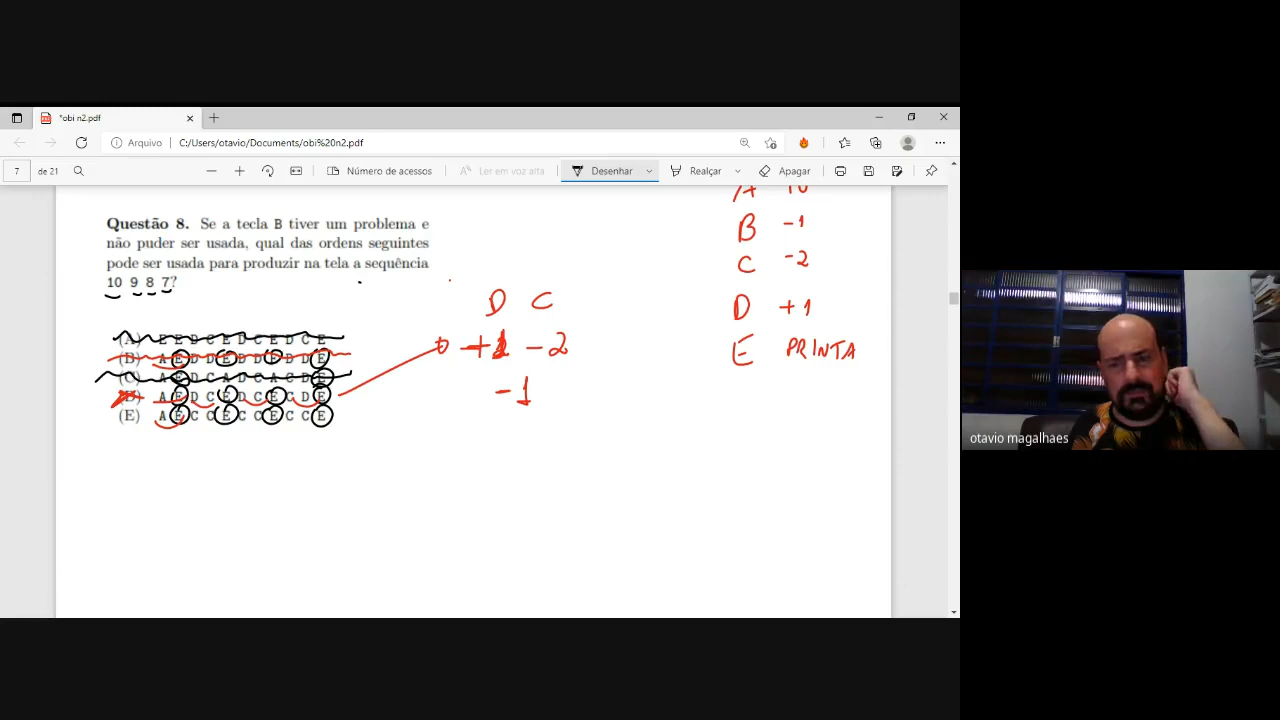 *obi n2.pdf
Arquivo C:/Users/otavio/Documents/obi%20n2.pdf
7 de 21 Número de acessos Ler em voz alta Desenhar Realçar Apagar
Questão 8. Se a tecla B tiver um problema e
não puder ser usada, qual das ordens seguintes
pode ser usada para produzir na tela a sequência
10 9 8 7?
(A) E E D C E D C E D C E
(B) A E D D E D D E D D E
(C) A E D C A D C A C D E
A E D C E D C E C D E
(E) A E C C E C C E C C E
D C
-2
-1
A 10
B -1
C -2
D +1
E PRINTA
otavio magalhaes